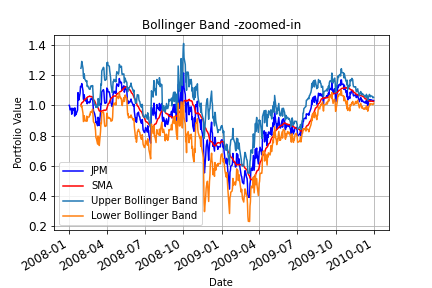 Bollinger Band -zoomed-in
Portfolio Value
1.4
1.2
1.0
0.8
0.6
0.4
0.2
JPM
SMA
Upper Bollinger Band
Lower Bollinger Band
2008-01
2008-04
2008-07
2008-10
2009-01
2009-04
2009-07
2009-10
2010-01
Date